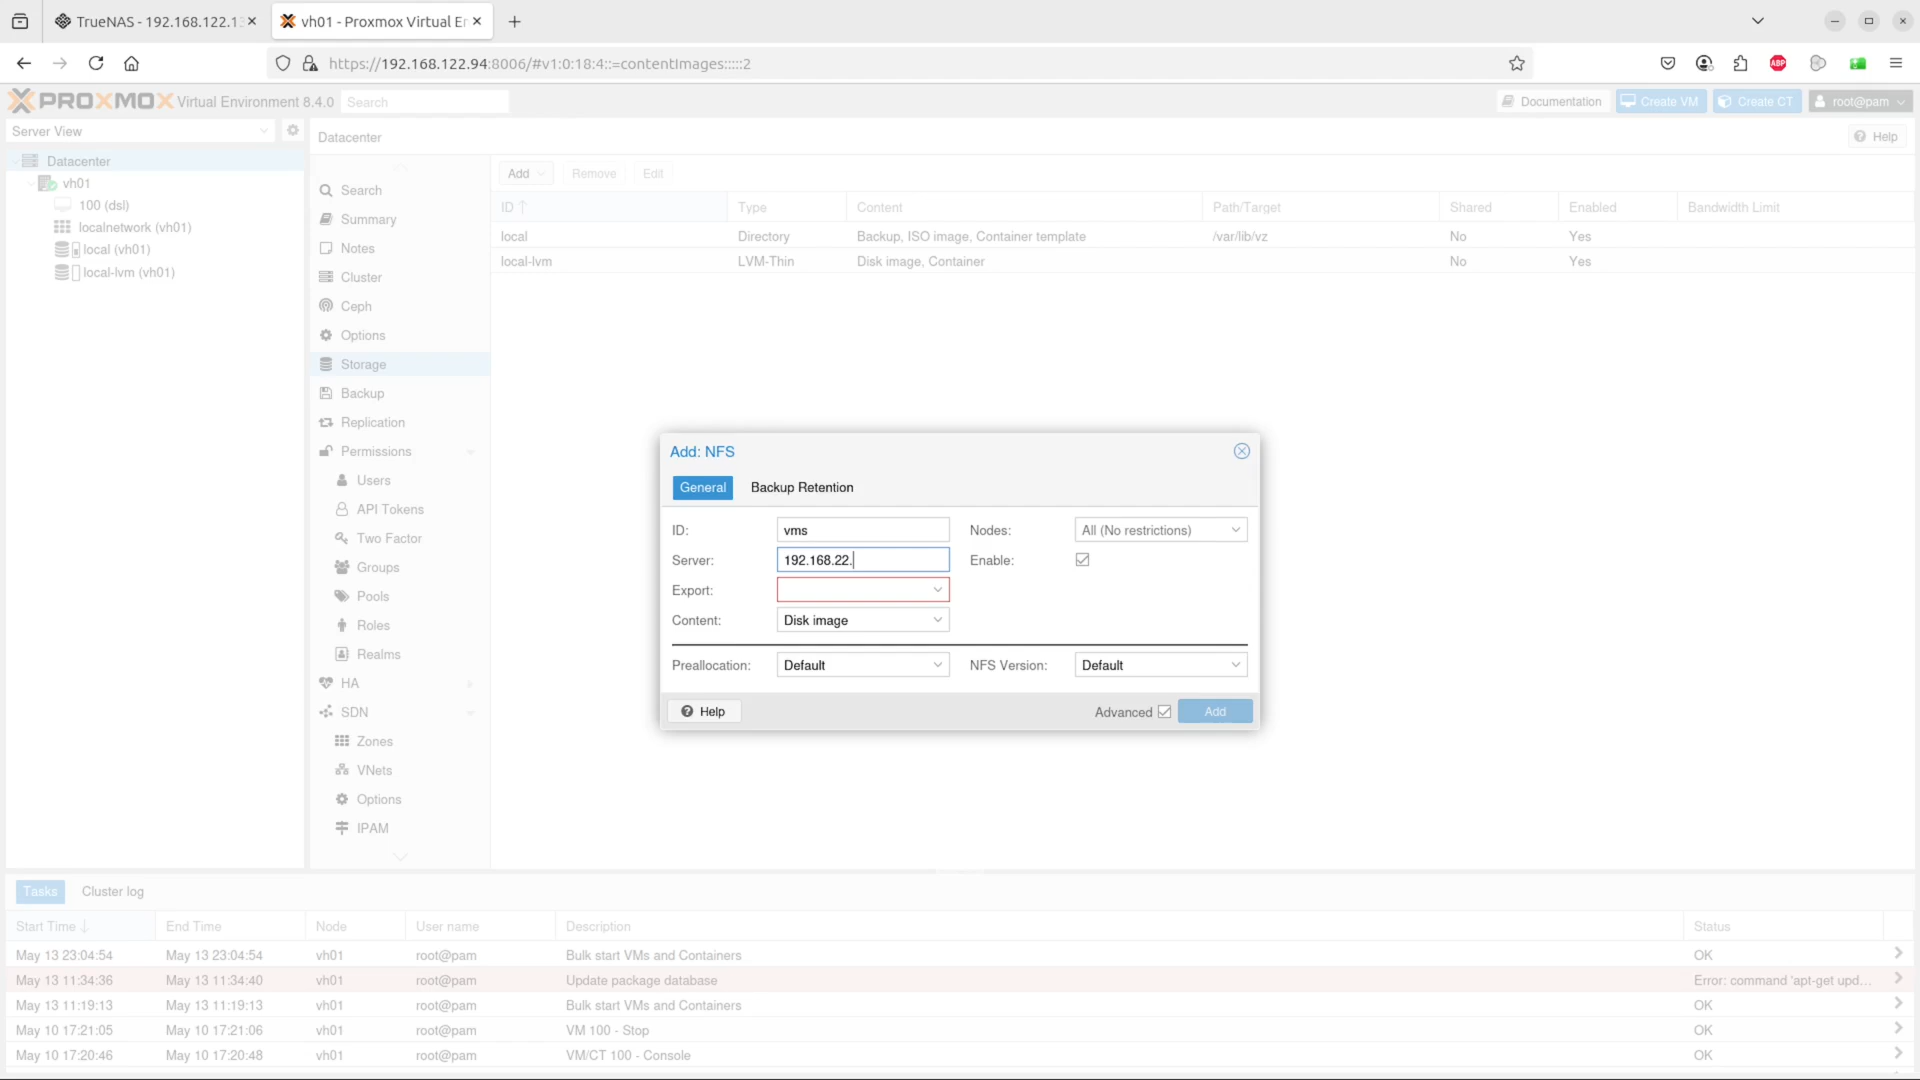 TrueNAS - 192.168.122.13
vh01 - Proxmox Virtual Er
https://192.168.122.94:8006/#v1:0:18:4::=contentImages:::::2
ABP
PROXMOX Virtual Environment 8.4.0 Search
Documentation Create VM Create CT root@pam
Server View
Datacenter
Help
Datacenter
vh01
100 (dsl)
localnetwork (vh01)
local (vh01)
local-lvm (vh01)
Search
Summary
Notes
Cluster
Ceph
Options
Storage
Backup
Replication
Permissions
Users
API Tokens
Two Factor
Groups
Pools
Roles
Realms
HA
SDN
Zones
VNets
Options
IPAM
Add Remove Edit
ID Type Content Path/Target Shared Enabled Bandwidth Limit
local Directory Backup, ISO image, Container template /var/lib/vz No Yes
local-lvm LVM-Thin Disk image, Container No Yes
Add: NFS
General Backup Retention
ID: vms Nodes: All (No restrictions)
Server: 192.168.22. Enable:
Export:
Content: Disk image
Preallocation: Default NFS Version: Default
Help Advanced Add
Tasks Cluster log
Start Time End Time Node User name Description Status
May 13 23:04:54 May 13 23:04:54 vh01 root@pam Bulk start VMs and Containers OK
May 13 11:34:36 May 13 11:34:40 vh01 root@pam Update package database Error: command 'apt-get upd...
May 13 11:19:13 May 13 11:19:13 vh01 root@pam Bulk start VMs and Containers OK
May 10 17:21:05 May 10 17:21:06 vh01 root@pam VM 100 - Stop OK
May 10 17:20:46 May 10 17:20:48 vh01 root@pam VM/CT 100 - Console OK